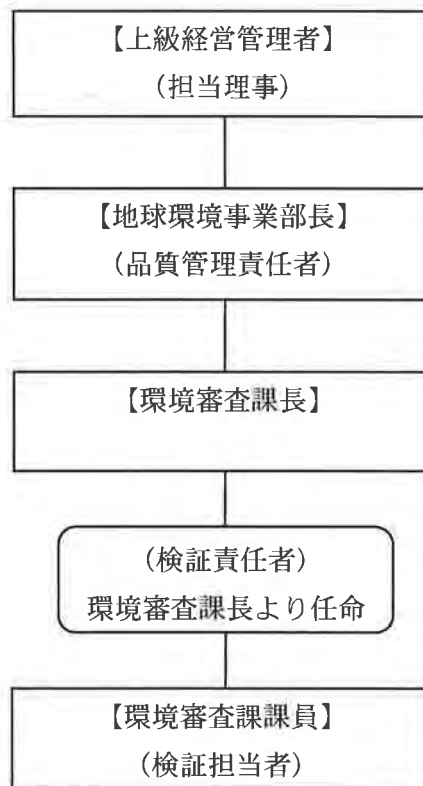 【上級経営管理者】
(担当理事)
【地球環境事業部長】
(品質管理責任者)
【環境審査課長】
(検証責任者)
環境審査課長より任命
【環境審査課課員】
(検証担当者)